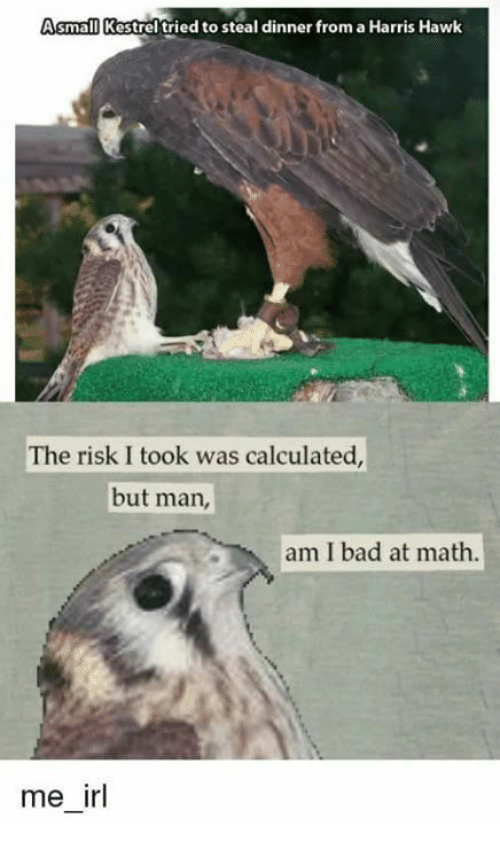 A small Kestrel tried to steal dinner from a Harris Hawk
The risk I took was calculated,
but man,
am I bad at math.
me_irl